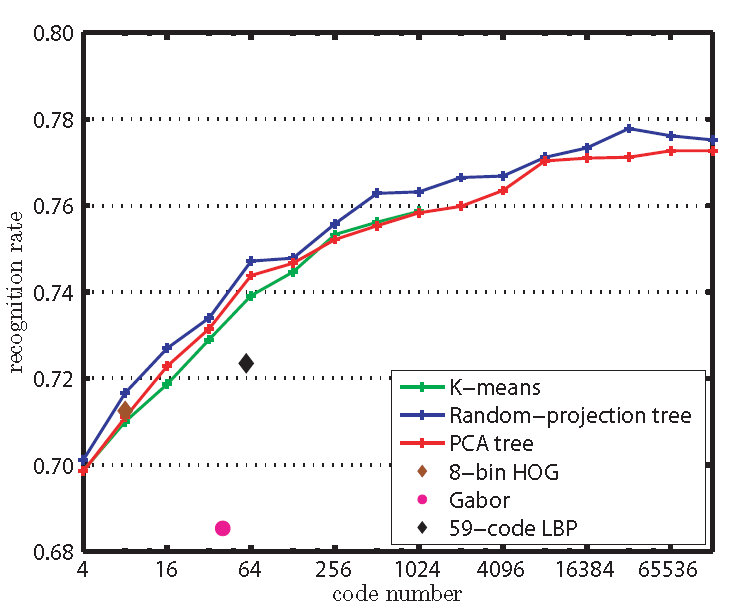 0.80
0.78
0.76
0.74
0.72
0.70
0.68
recognition rate
K−means
Random−projection tree
PCA tree
8−bin HOG
Gabor
59−code LBP
4 16 64 256 1024 4096 16384 65536
code number